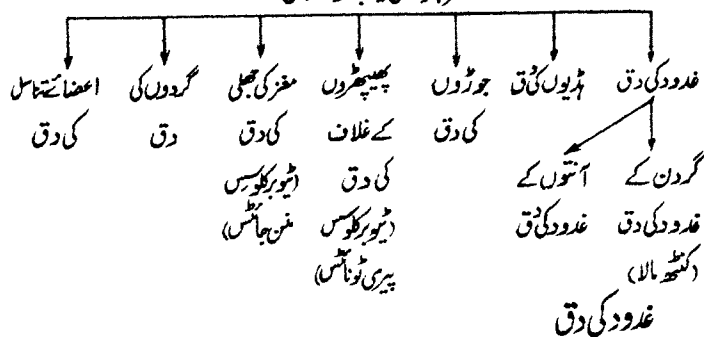 غدود کی دق ہڈیوں کی دق جوڑوں پھیپھڑوں مغز کی جھلی گردوں کی اعضائے تناسل
کی دق کے غلاف کی دق دق کی دق
گردن کے آنتوں کے کی دق (ٹیوبرکلوسس
غدود کی دق غدود کی دق (ٹیوبرکلوسس منن جائٹس)
(کنٹھ مالا) پیری ٹونائٹس)
غدود کی دق